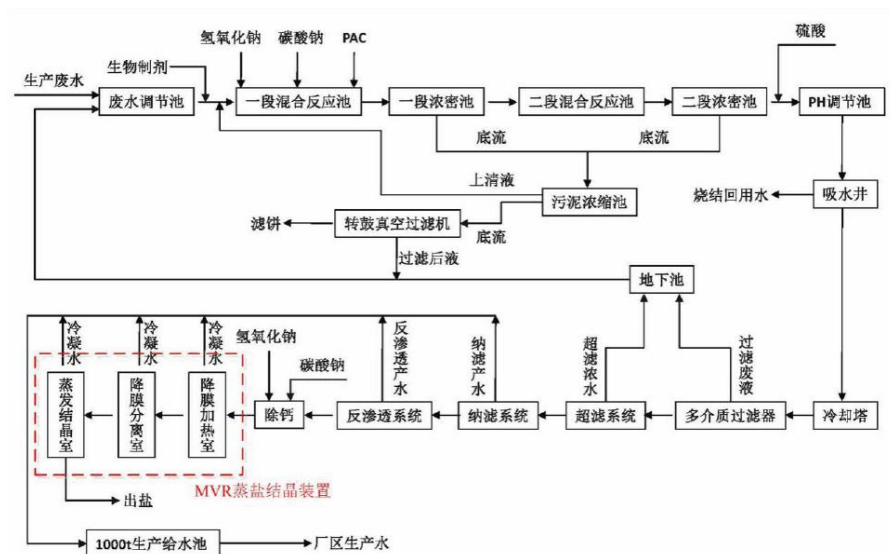 氢氧化钠
碳酸钠
PAC
硫酸
生产废水
生物制剂
废水调节池
一段混合反应池
一段浓密池
二段混合反应池
二段浓密池
PH调节池
底流
底流
上清液
污泥浓缩池
烧结回用水
吸水井
滤饼
转鼓真空过滤机
底流
过滤后液
地下池
冷凝水
冷凝水
冷凝水
氢氧化钠
碳酸钠
反渗透产水
纳滤产水
超滤浓水
过滤废液
蒸发结晶室
降膜分离室
降膜加热室
除钙
反渗透系统
纳滤系统
超滤系统
多介质过滤器
冷却塔
MVR蒸盐结晶装置
出盐
1000t生产给水池
厂区生产水